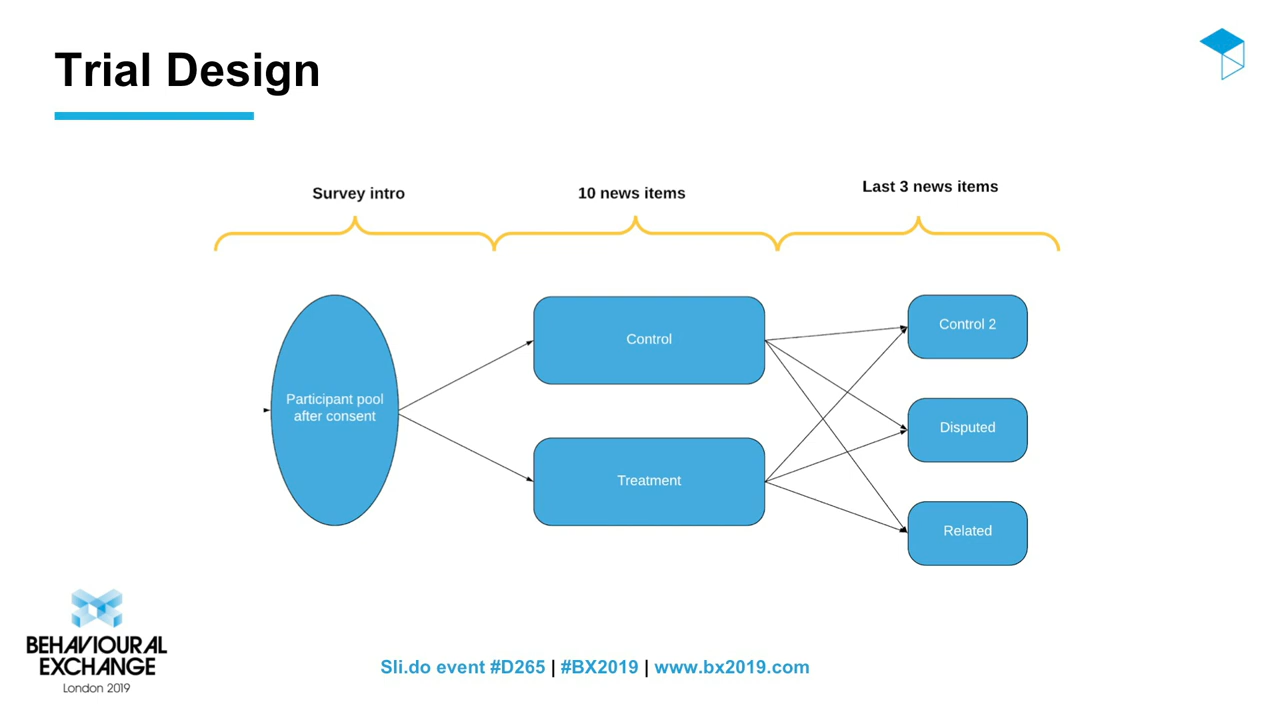 Trial Design
Survey intro
10 news items
Last 3 news items
Participant pool
after consent
Control
Treatment
Control 2
Disputed
Related
BEHAVIOURAL
EXCHANGE
London 2019
Sli.do event #D265 | #BX2019 | www.bx2019.com